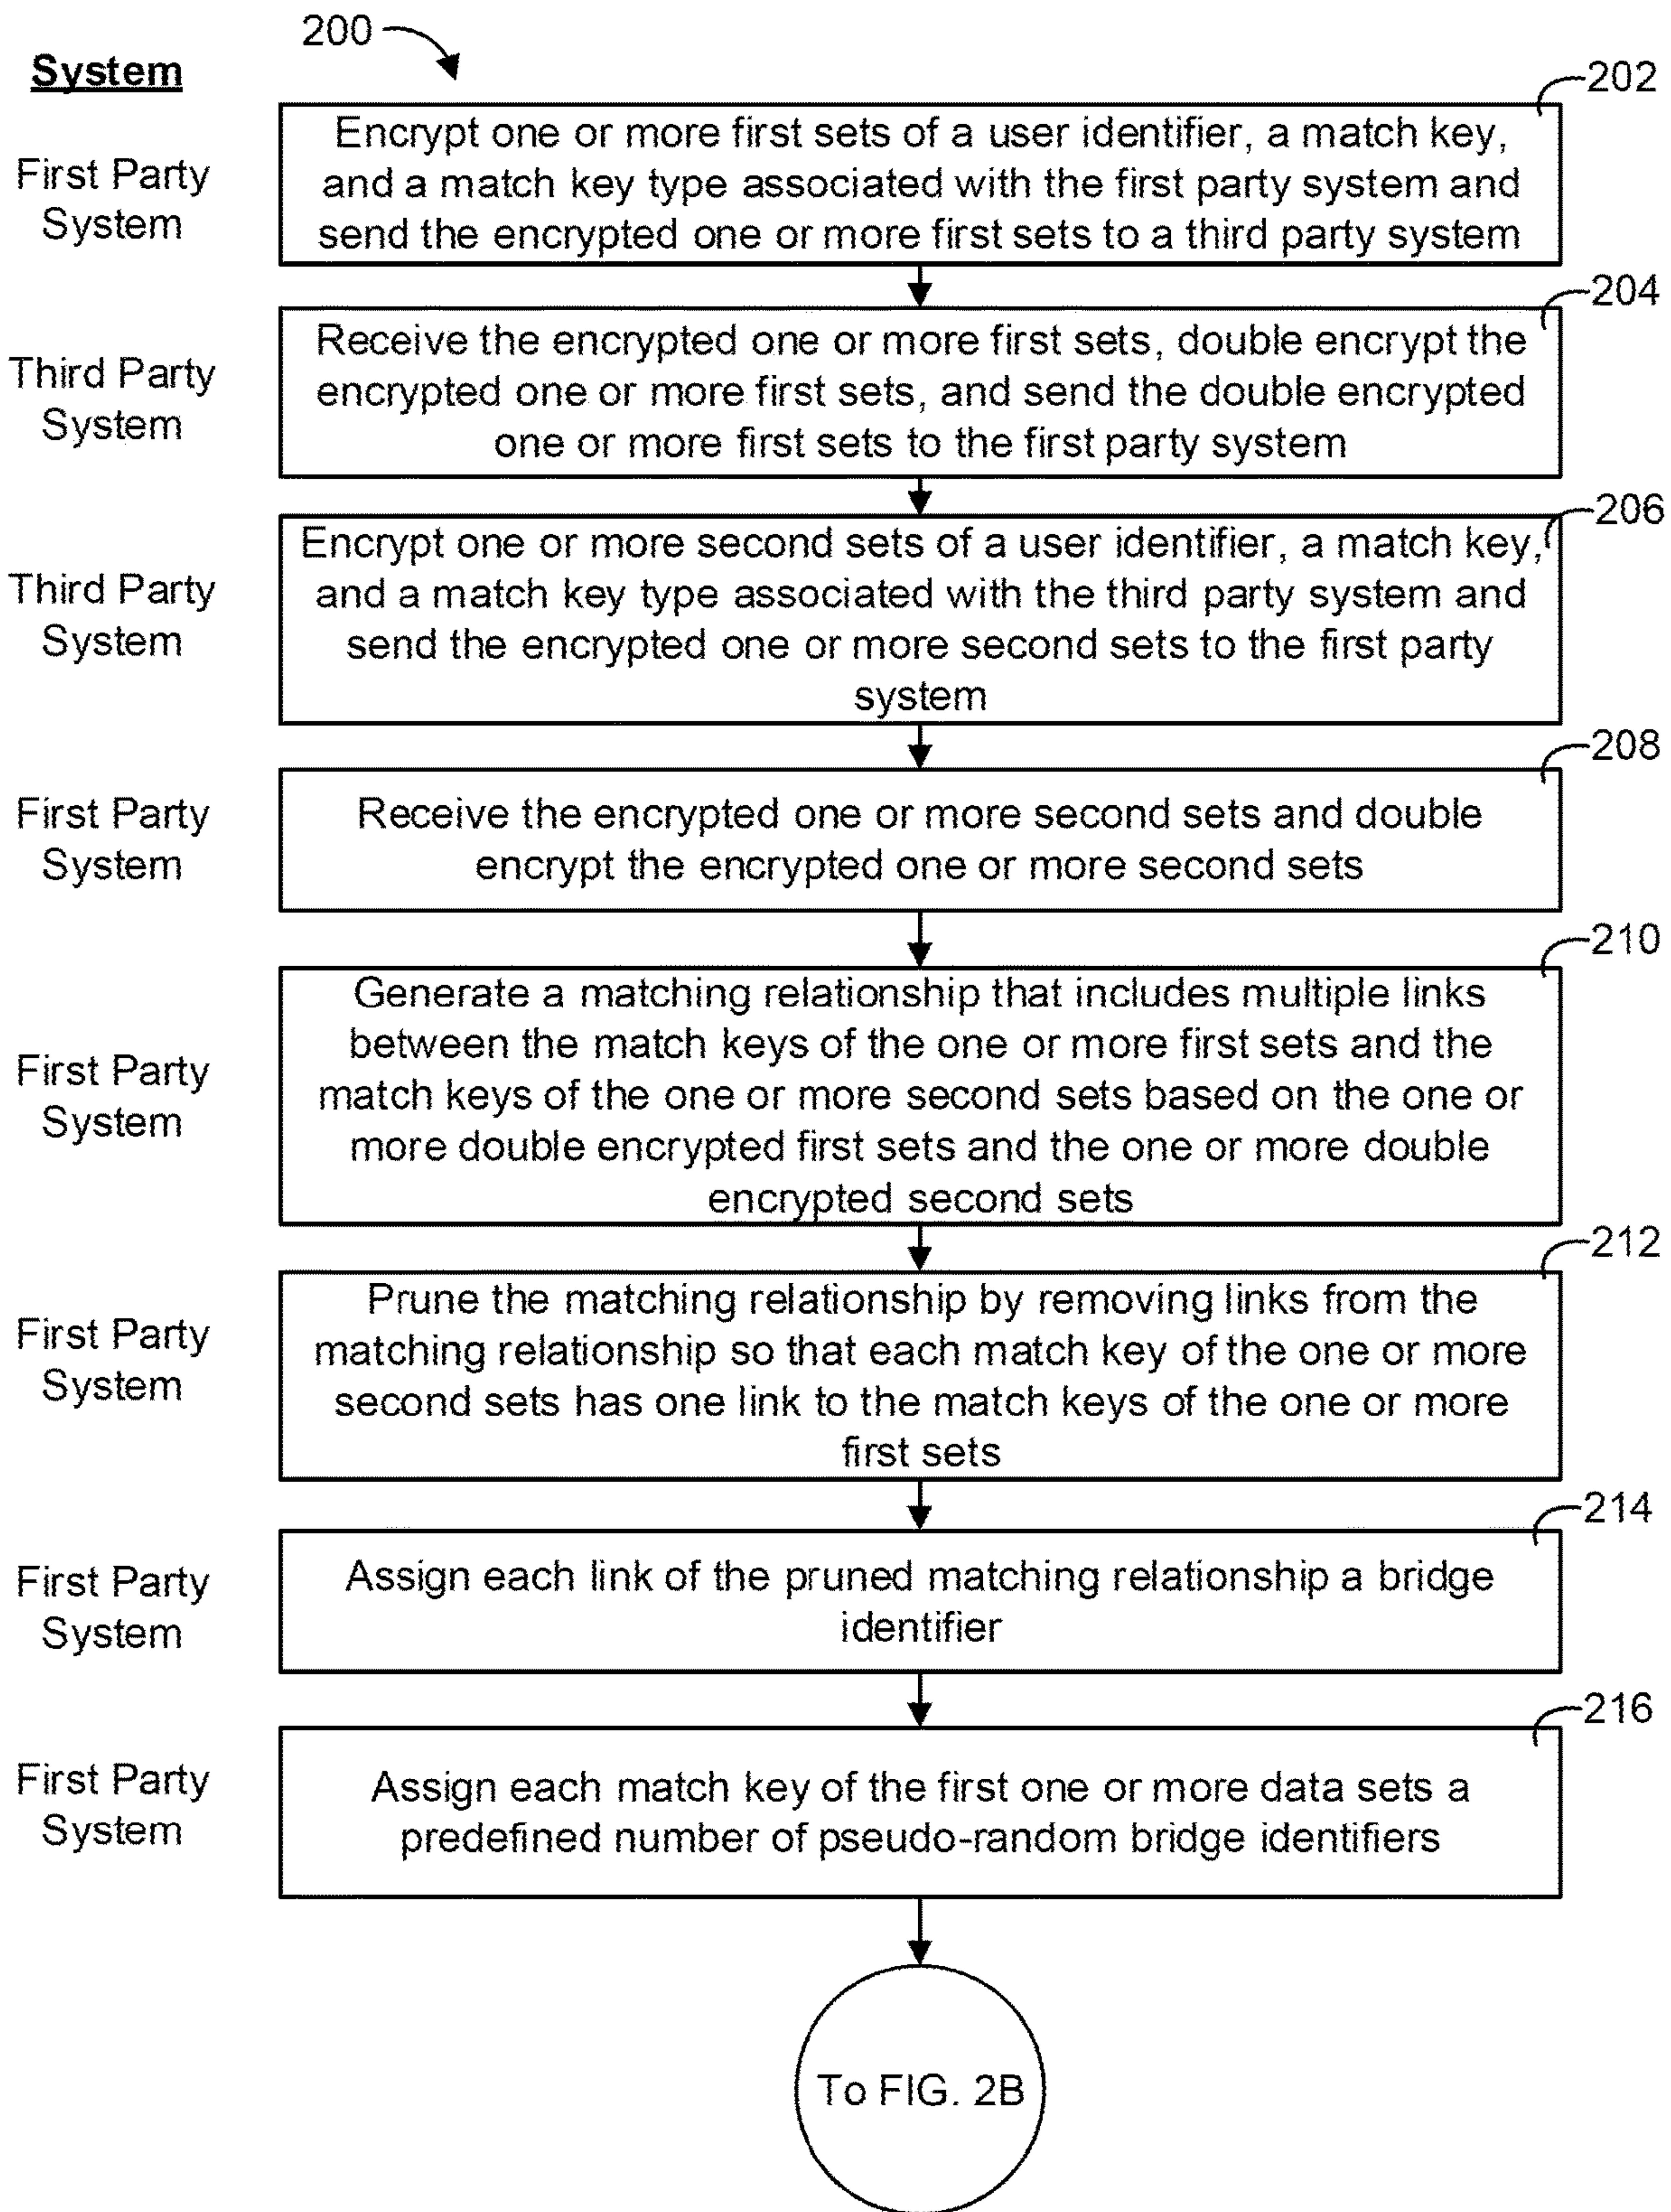 200
System
202
First Party
System
Encrypt one or more first sets of a user identifier, a match key,
and a match key type associated with the first party system and
send the encrypted one or more first sets to a third party system
204
Third Party
System
Receive the encrypted one or more first sets, double encrypt the
encrypted one or more first sets, and send the double encrypted
one or more first sets to the first party system
206
Third Party
System
Encrypt one or more second sets of a user identifier, a match key,
and a match key type associated with the third party system and
send the encrypted one or more second sets to the first party
system
208
First Party
System
Receive the encrypted one or more second sets and double
encrypt the encrypted one or more second sets
210
First Party
System
Generate a matching relationship that includes multiple links
between the match keys of the one or more first sets and the
match keys of the one or more second sets based on the one or
more double encrypted first sets and the one or more double
encrypted second sets
212
First Party
System
Prune the matching relationship by removing links from the
matching relationship so that each match key of the one or more
second sets has one link to the match keys of the one or more
first sets
214
First Party
System
Assign each link of the pruned matching relationship a bridge
identifier
216
First Party
System
Assign each match key of the first one or more data sets a
predefined number of pseudo-random bridge identifiers
To FIG. 2B